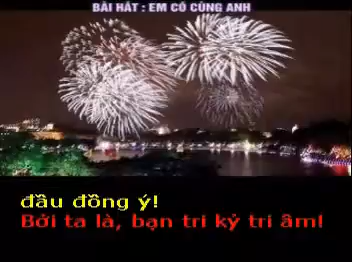 BÀI HÁT : EM CÓ CÙNG ANH
đầu đồng ý!
Bởi ta là, bạn tri kỷ tri âm!